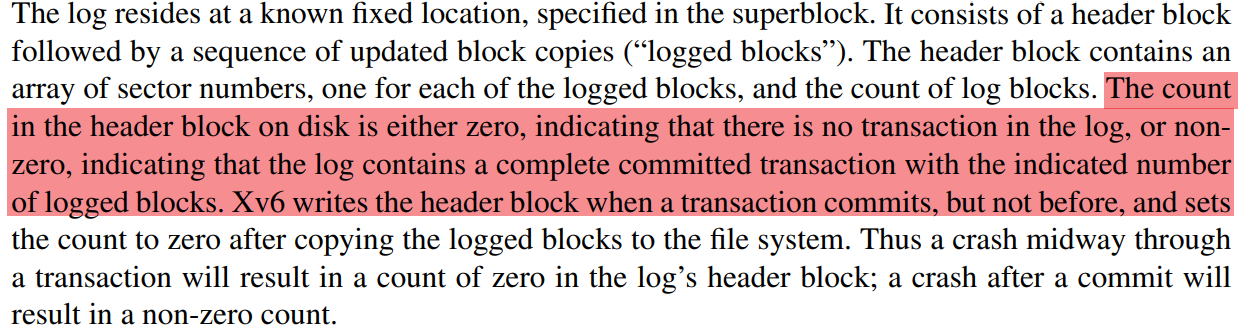 The log resides at a known fixed location, specified in the superblock. It consists of a header block
followed by a sequence of updated block copies (“logged blocks”). The header block contains an
array of sector numbers, one for each of the logged blocks, and the count of log blocks. The count
in the header block on disk is either zero, indicating that there is no transaction in the log, or non-
zero, indicating that the log contains a complete committed transaction with the indicated number
of logged blocks. Xv6 writes the header block when a transaction commits, but not before, and sets
the count to zero after copying the logged blocks to the file system. Thus a crash midway through
a transaction will result in a count of zero in the log’s header block; a crash after a commit will
result in a non-zero count.